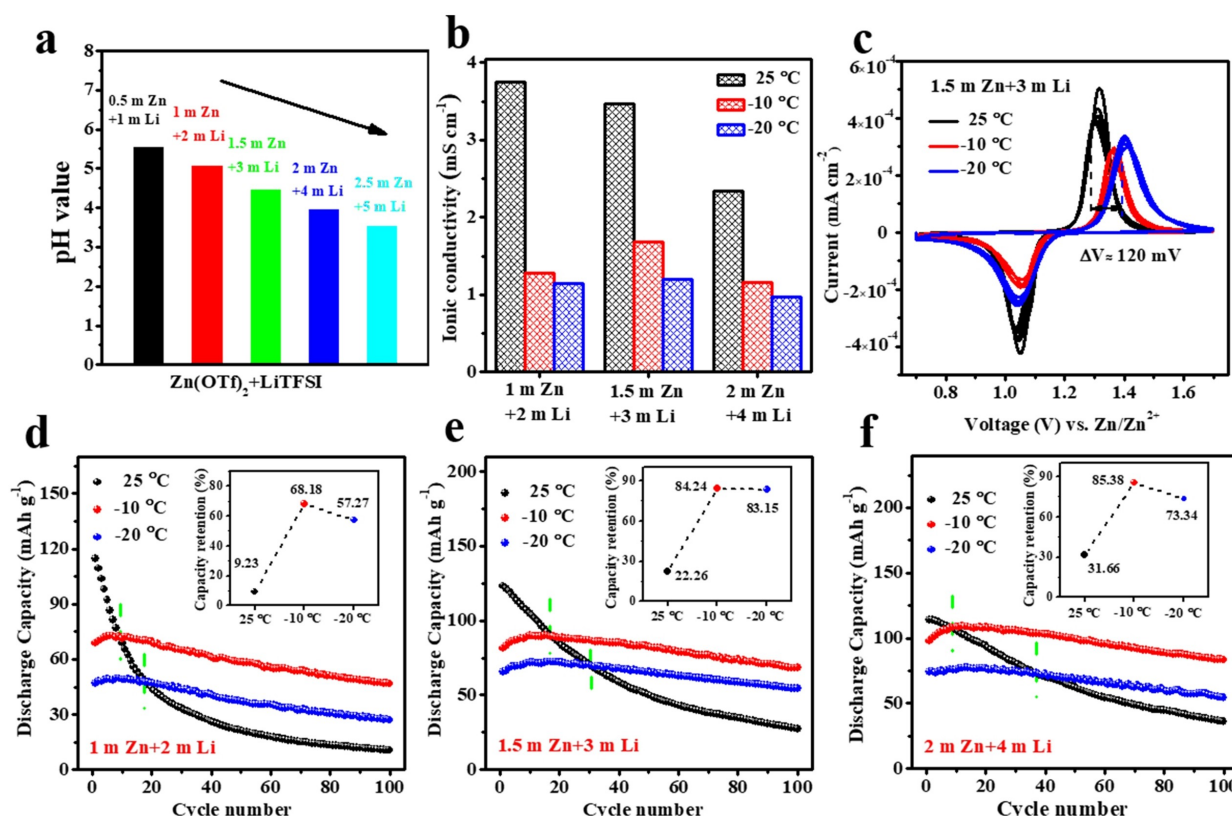 a
pH value
8
7
6
5
4
3
2
1
0
0.5 m Zn
+1 m Li
1 m Zn
+2 m Li
1.5 m Zn
+3 m Li
2 m Zn
+4 m Li
2.5 m Zn
+5 m Li
Zn(OTf)₂+LiTFSI
b
Ionic conductivity (mS cm⁻¹)
4
3
2
1
0
25 °C
-10 °C
-20 °C
1 m Zn
+2 m Li
1.5 m Zn
+3 m Li
2 m Zn
+4 m Li
c
Current (mA cm⁻²)
6×10⁻⁴
4×10⁻⁴
2×10⁻⁴
0
-2×10⁻⁴
-4×10⁻⁴
1.5 m Zn+3 m Li
25 °C
-10 °C
-20 °C
ΔV≈ 120 mV
0.8 1.0 1.2 1.4 1.6
Voltage (V) vs. Zn/Zn²⁺
d
Discharge Capacity (mAh g⁻¹)
150
120
90
60
30
0
25 °C
-10 °C
-20 °C
Capacity retention (%)
80
60
40
20
0
9.23
68.18
57.27
25 °C -10 °C -20 °C
1 m Zn+2 m Li
0 20 40 60 80 100
Cycle number
e
Discharge Capacity (mAh g⁻¹)
200
150
100
50
0
25 °C
-10 °C
-20 °C
Capacity retention (%)
90
60
30
0
22.26
84.24
83.15
25 °C -10 °C -20 °C
1.5 m Zn+3 m Li
0 20 40 60 80 100
Cycle number
f
Discharge Capacity (mAh g⁻¹)
200
150
100
50
0
25 °C
-10 °C
-20 °C
Capacity retention (%)
90
60
30
0
31.66
85.38
73.34
25 °C -10 °C -20 °C
2 m Zn+4 m Li
0 20 40 60 80 100
Cycle number